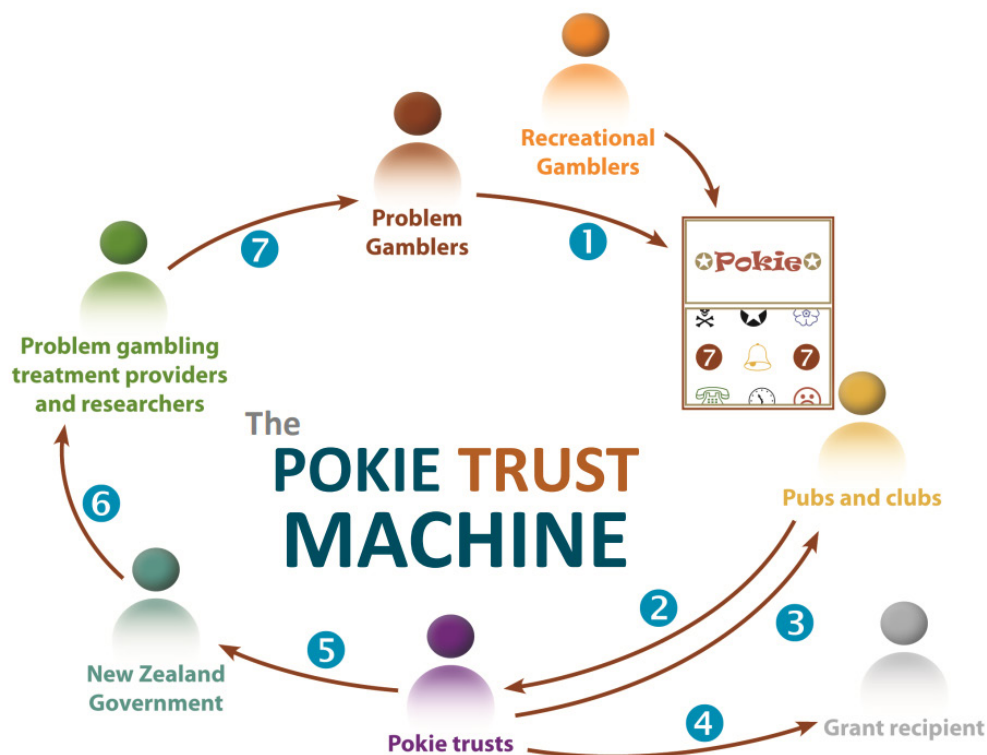 Recreational
Gamblers
Problem
Gamblers
1
7
Pokie
7
7
Problem gambling
treatment providers
and researchers
The
POKIE TRUST
MACHINE
Pubs and clubs
6
2
3
5
New Zealand
Government
4
Grant recipient
Pokie trusts